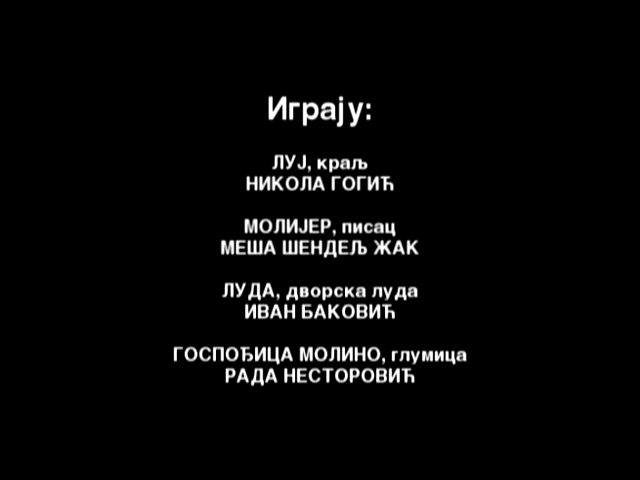 Играју:
ЛУЈ, краљ
НИКОЛА ГОГИЋ
МОЛИЈЕР, писац
МЕША ШЕНДЕЉ ЖАК
ЛУДА, дворска луда
ИВАН БАКОВИЋ
ГОСПОЂИЦА МОЛИНО, глумица
РАДА НЕСТОРОВИЋ